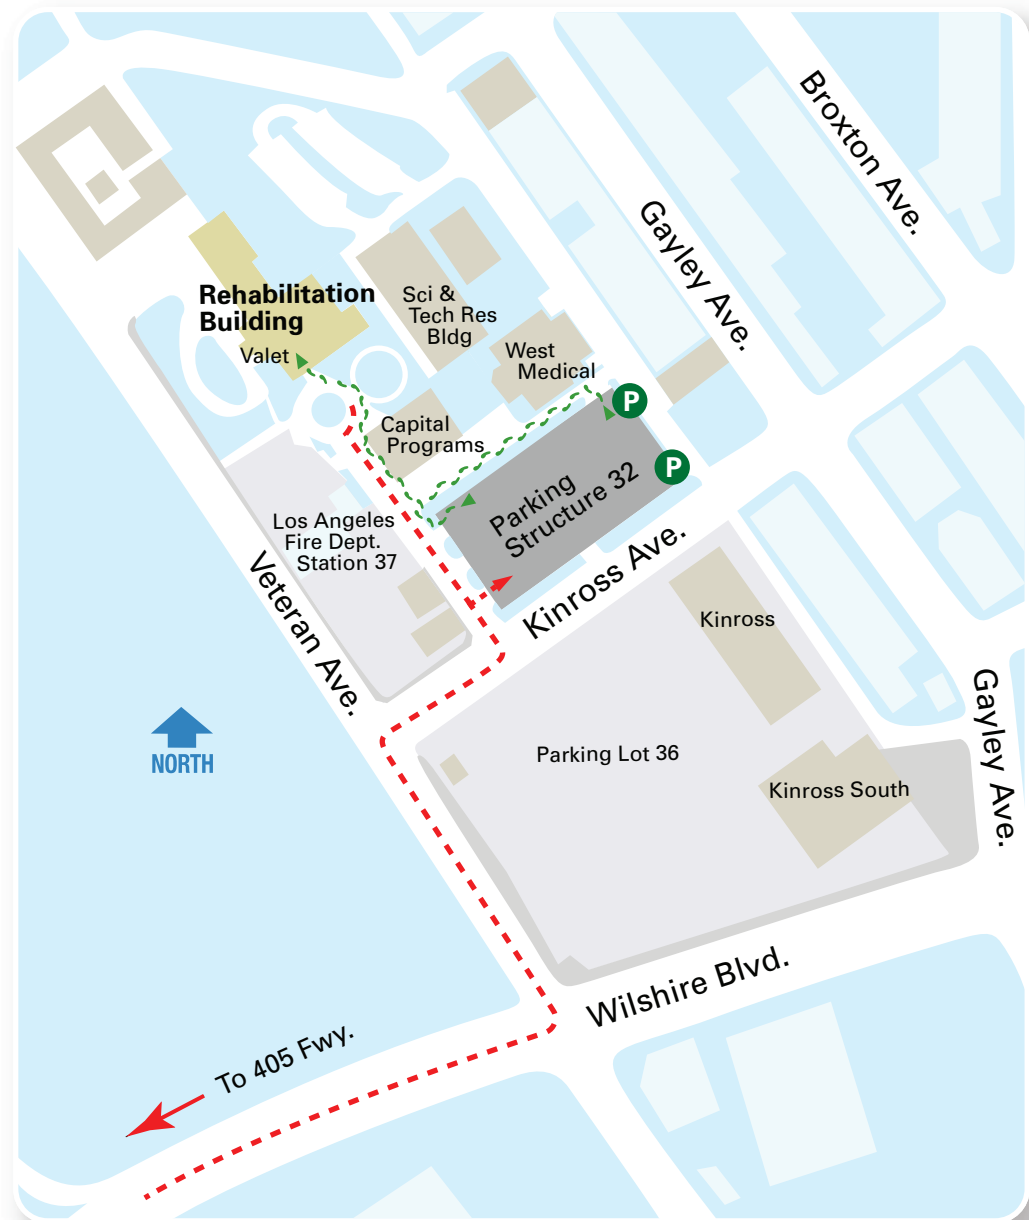 Broxton Ave.
Gayley Ave.
Rehabilitation
Building
Valet
Sci &
Tech Res
Bldg
West
Medical
P
Capital
Programs
P
Parking
Structure 32
Los Angeles
Fire Dept.
Station 37
Kinross Ave.
Veteran Ave.
Kinross
NORTH
Parking Lot 36
Kinross South
Gayley Ave.
Wilshire Blvd.
To 405 Fwy.